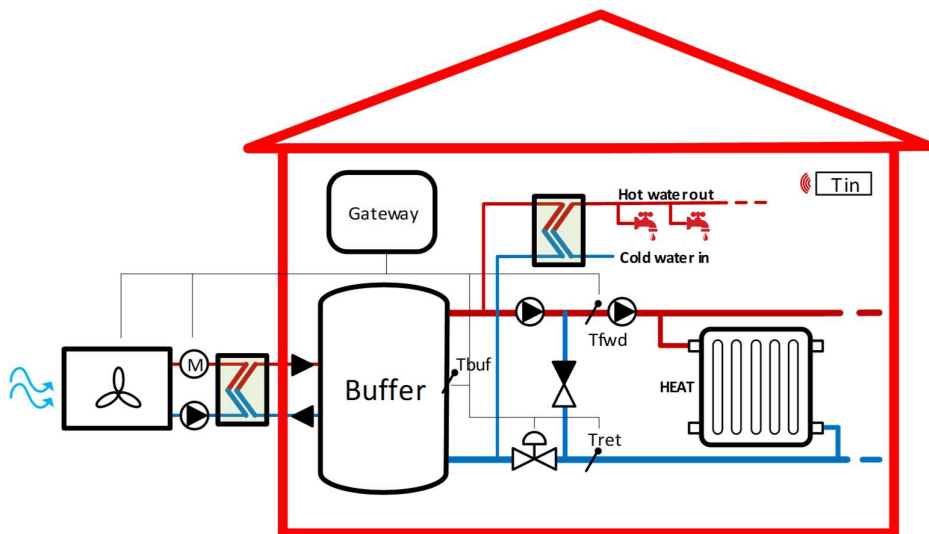 Tin
Hot water out
Gateway
Cold water in
Tfwd
M
Tbuf
Buffer
HEAT
Tret